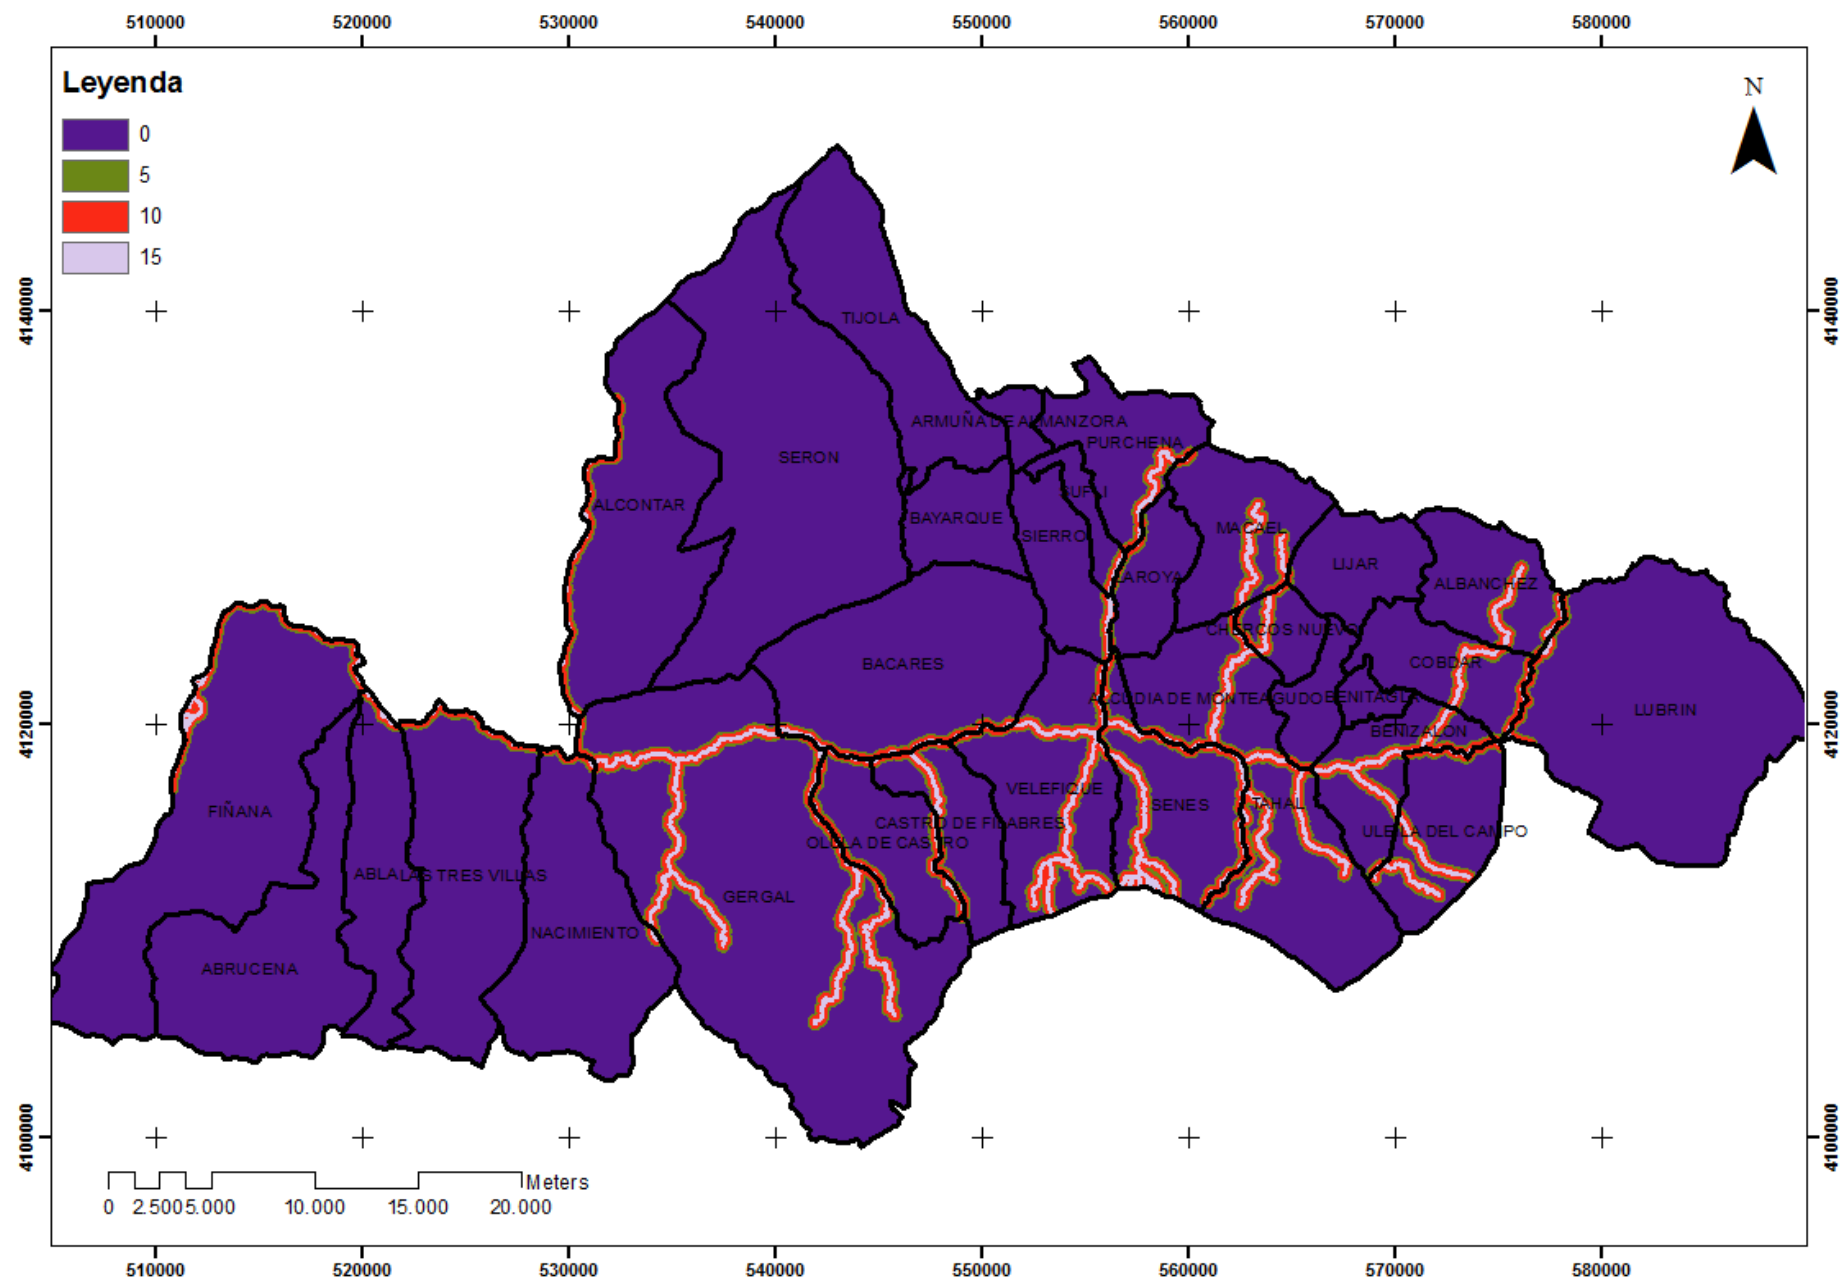 510000 520000 530000 540000 550000 560000 570000 580000
Leyenda
N
0
5
10
15
4140000 4140000
TIJOLA
ARMUÑA DE ALMANZORA
PURCHENA
SERON
SUFLI
ALCONTAR
BAYARQUE
MACAEL
SIERRO
LIJAR
LAROYA
ALBANCHEZ
CHERCOS NUEVO
BACARES
COBDAR
ALCUDIA DE MONTEAGUDO
BENITAGLA
LUBRIN
4120000 4120000
BENIZALON
VELEFIQUE
SENES
TAHAL
FIÑANA
CASTRO DE FILABRES
ULEILA DEL CAMPO
OLULA DE CASTRO
ABLA
LAS TRES VILLAS
GERGAL
NACIMIENTO
ABRUCENA
4100000 4100000
Meters
0 2.500 5.000 10.000 15.000 20.000
510000 520000 530000 540000 550000 560000 570000 580000